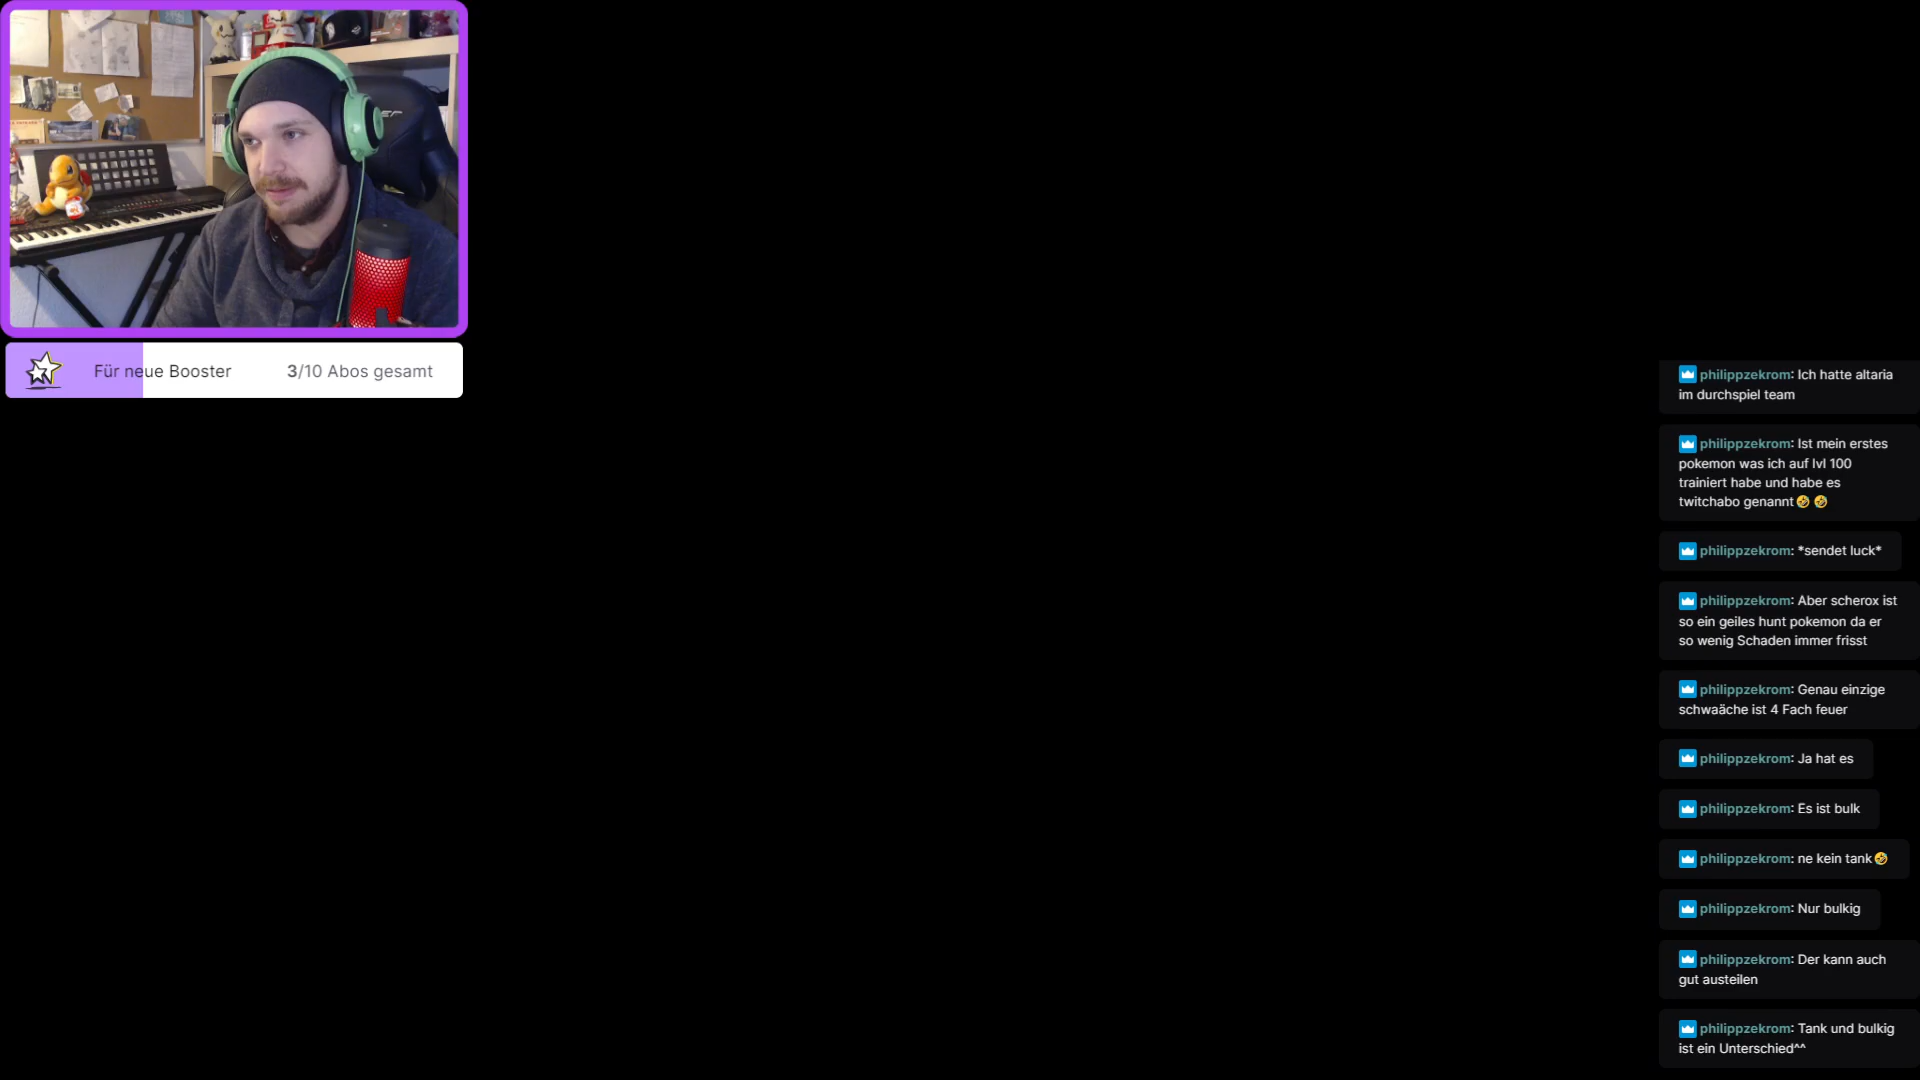 Für neue Booster
3/10 Abos gesamt
philippzekrom: Ich hatte altaria
im durchspiel team
philippzekrom: Ist mein erstes
pokemon was ich auf lvl 100
trainiert habe und habe es
twitchabo genannt🤣 🤣
philippzekrom: *sendet luck*
philippzekrom: Aber scherox ist
so ein geiles hunt pokemon da er
so wenig Schaden immer frisst
philippzekrom: Genau einzige
schwaäche ist 4 Fach feuer
philippzekrom: Ja hat es
philippzekrom: Es ist bulk
philippzekrom: ne kein tank🤣
philippzekrom: Nur bulkig
philippzekrom: Der kann auch
gut austeilen
philippzekrom: Tank und bulkig
ist ein Unterschied^^